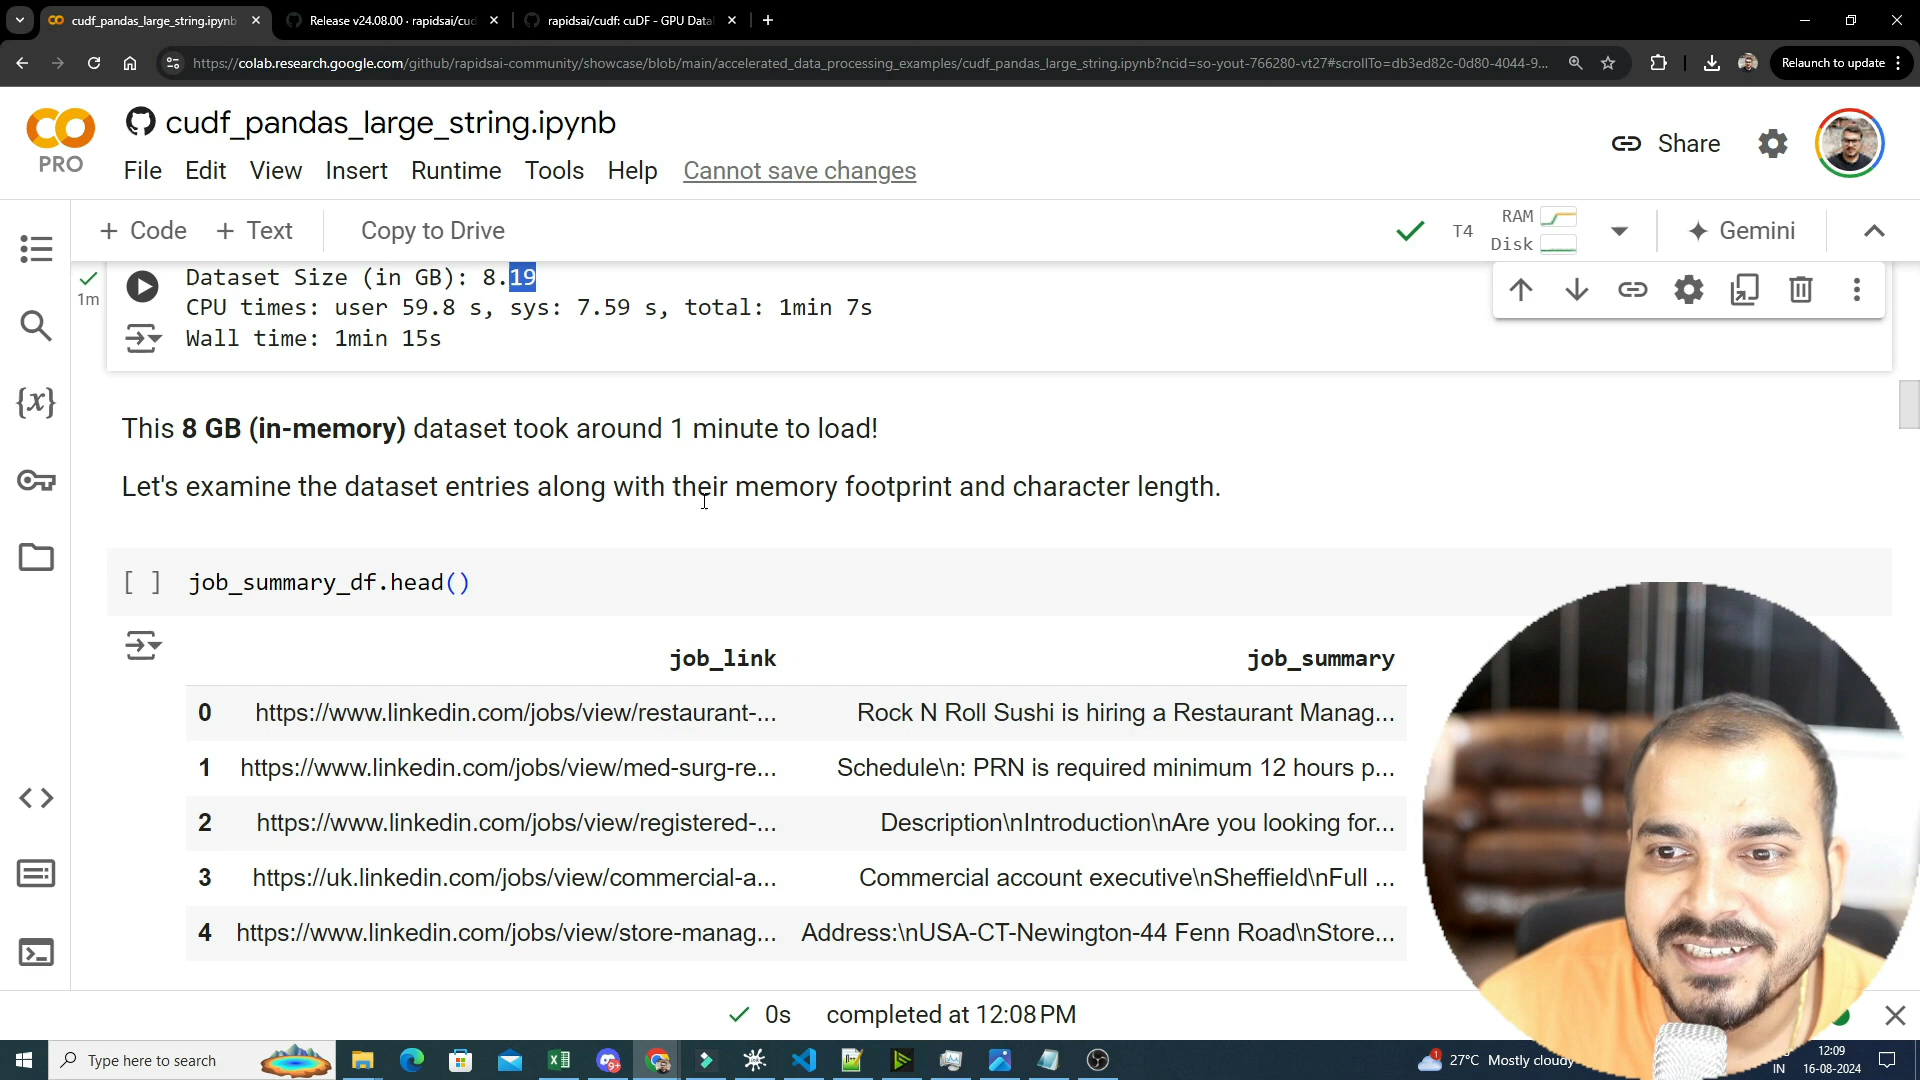 cudf_pandas_large_string.ipynb
Release v24.08.00 · rapidsai/cud
rapidsai/cudf: cuDF - GPU Data
https://colab.research.google.com/github/rapidsai-community/showcase/blob/main/accelerated_data_processing_examples/cudf_pandas_large_string.ipynb?ncid=so-yout-766280-vt27#scrollTo=db3ed82c-0d80-4044-9...
Relaunch to update
PRO
cudf_pandas_large_string.ipynb
File Edit View Insert Runtime Tools Help Cannot save changes
Share
+ Code + Text Copy to Drive
T4
RAM
Disk
Gemini
1m
Dataset Size (in GB): 8.19
CPU times: user 59.8 s, sys: 7.59 s, total: 1min 7s
Wall time: 1min 15s
This 8 GB (in-memory) dataset took around 1 minute to load!
Let's examine the dataset entries along with their memory footprint and character length.
{x}
[ ] job_summary_df.head()
job_link job_summary
0 https://www.linkedin.com/jobs/view/restaurant-... Rock N Roll Sushi is hiring a Restaurant Manag...
1 https://www.linkedin.com/jobs/view/med-surg-re... Schedule\n: PRN is required minimum 12 hours p...
2 https://www.linkedin.com/jobs/view/registered-... Description\nIntroduction\nAre you looking for...
3 https://uk.linkedin.com/jobs/view/commercial-a... Commercial account executive\nSheffield\nFull ...
4 https://www.linkedin.com/jobs/view/store-manag... Address:\nUSA-CT-Newington-44 Fenn Road\nStore...
0s completed at 12:08 PM
Type here to search
27°C Mostly cloudy
IN
12:09
16-08-2024